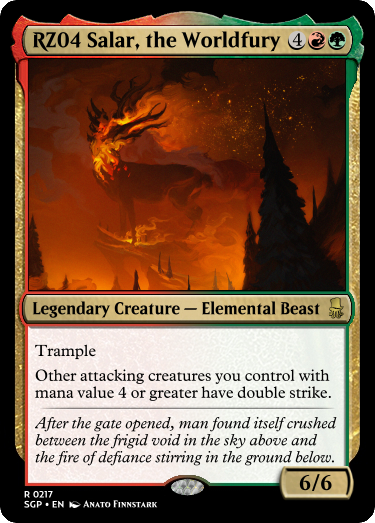 RZ04 Salar, the Worldfury 4
Legendary Creature — Elemental Beast
Trample
Other attacking creatures you control with
mana value 4 or greater have double strike.
After the gate opened, man found itself crushed
between the frigid void in the sky above and
the fire of defiance stirring in the ground below.
6/6
R 0217
SGP • EN Anato Finnstark